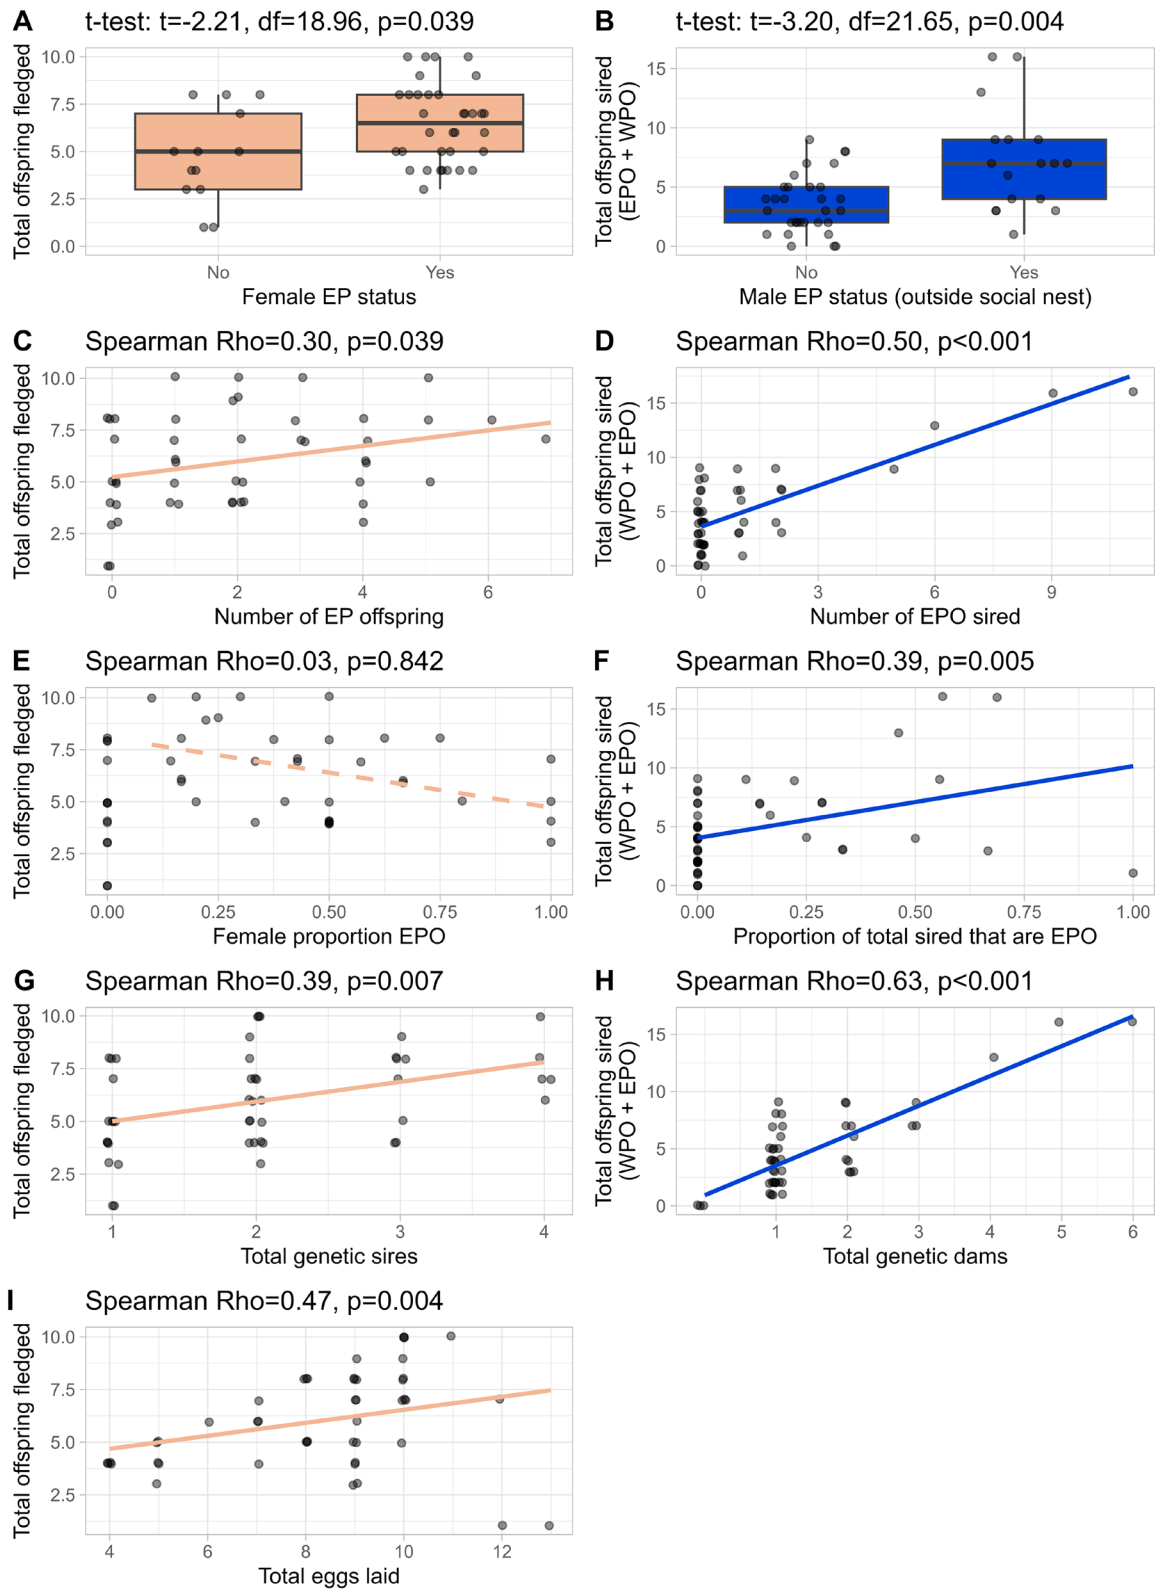 A t-test: t=-2.21, df=18.96, p=0.039
Total offspring fledged
10.0
7.5
5.0
2.5
0.0
No Yes
Female EP status
B t-test: t=-3.20, df=21.65, p=0.004
Total offspring sired
(EPO + WPO)
15
10
5
0
No Yes
Male EP status (outside social nest)
C Spearman Rho=0.30, p=0.039
Total offspring fledged
10.0
7.5
5.0
2.5
0 2 4 6
Number of EP offspring
D Spearman Rho=0.50, p<0.001
Total offspring sired
(WPO + EPO)
15
10
5
0
0 3 6 9
Number of EPO sired
E Spearman Rho=0.03, p=0.842
Total offspring fledged
10.0
7.5
5.0
2.5
0.00 0.25 0.50 0.75 1.00
Female proportion EPO
F Spearman Rho=0.39, p=0.005
Total offspring sired
(WPO + EPO)
15
10
5
0
0.00 0.25 0.50 0.75 1.00
Proportion of total sired that are EPO
G Spearman Rho=0.39, p=0.007
Total offspring fledged
10.0
7.5
5.0
2.5
1 2 3 4
Total genetic sires
H Spearman Rho=0.63, p<0.001
Total offspring sired
(WPO + EPO)
15
10
5
0
1 2 3 4 5 6
Total genetic dams
I Spearman Rho=0.47, p=0.004
Total offspring fledged
10.0
7.5
5.0
2.5
4 6 8 10 12
Total eggs laid